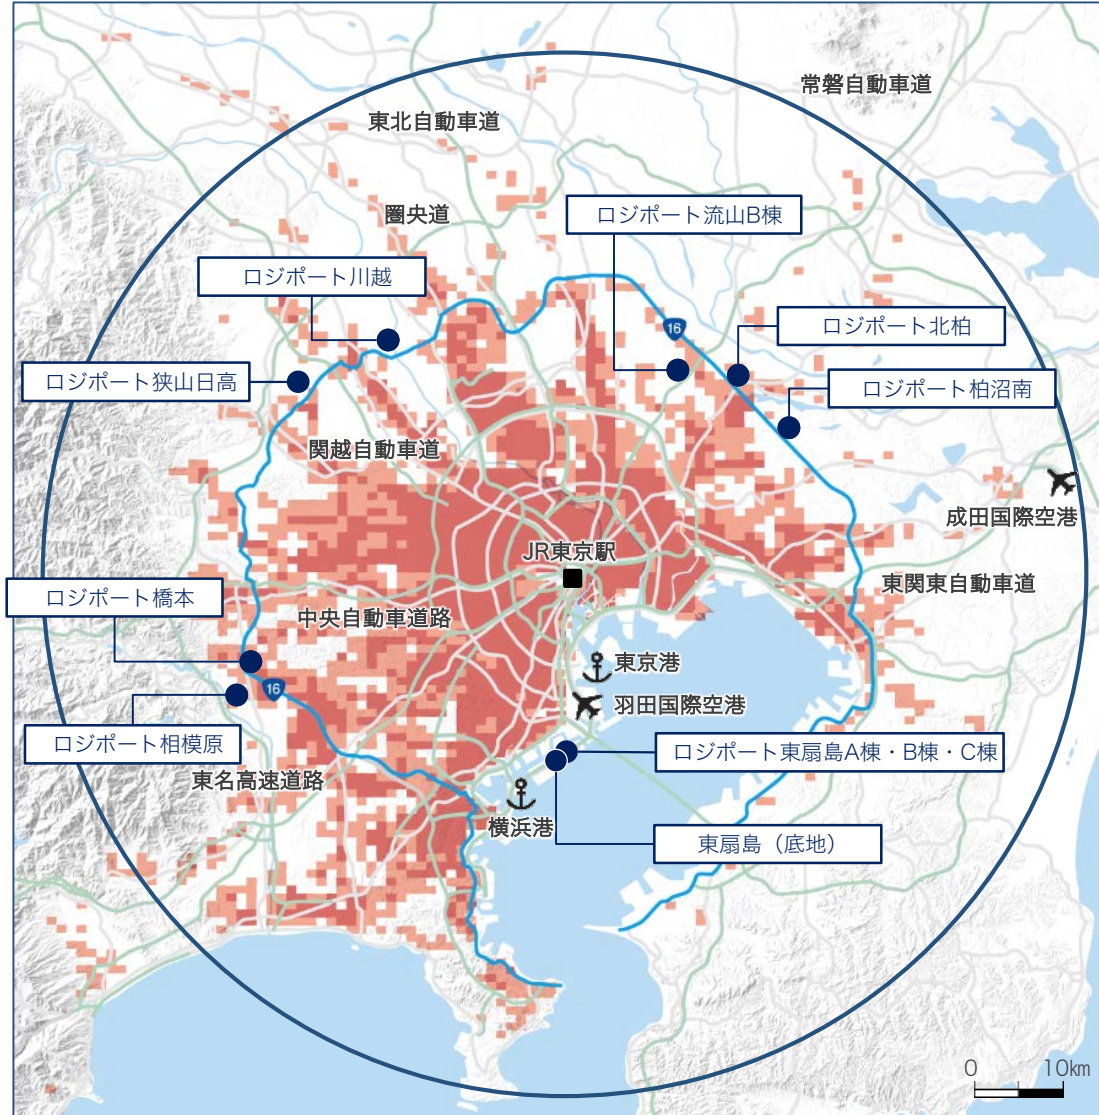 常磐自動車道
東北自動車道
圏央道
ロジポート流山B棟
ロジポート川越
16
ロジポート北柏
ロジポート狭山日高
ロジポート柏沼南
関越自動車道
成田国際空港
JR東京駅
東関東自動車道
ロジポート橋本
中央自動車道路
東京港
16
羽田国際空港
ロジポート相模原
ロジポート東扇島A棟・B棟・C棟
東名高速道路
横浜港
東扇島（底地）
0 10km